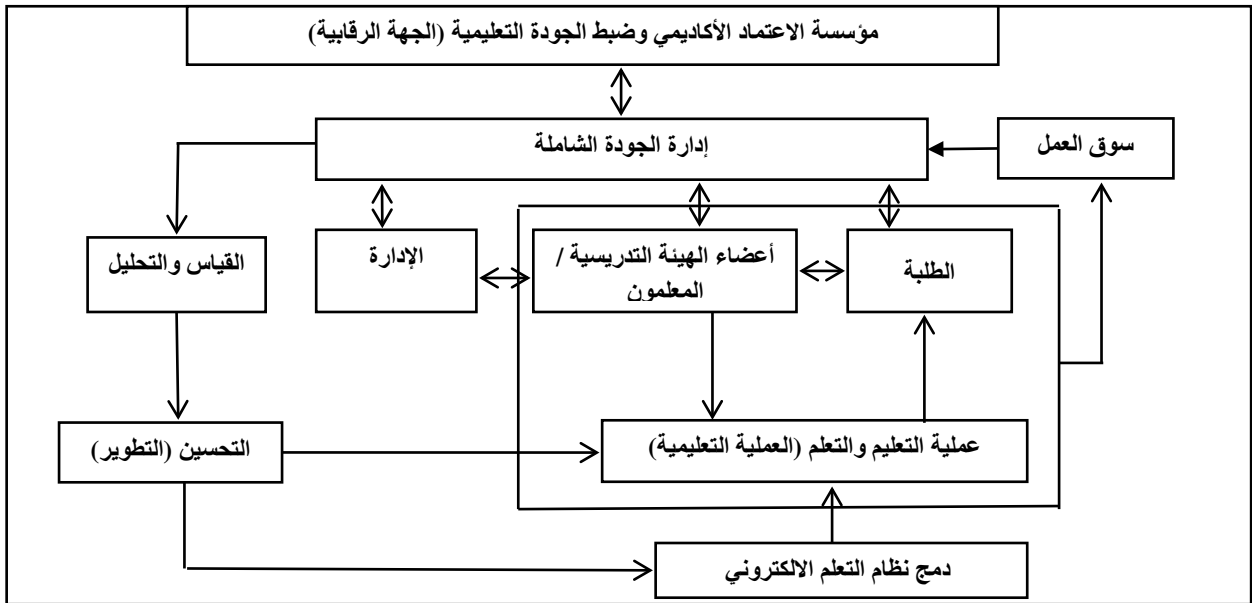 مؤسسة الاعتماد الأكاديمي وضبط الجودة التعليمية (الجهة الرقابية)
إدارة الجودة الشاملة
سوق العمل
الطلبة
أعضاء الهيئة التدريسية /
المعلمون
الإدارة
القياس والتحليل
عملية التعليم والتعلم (العملية التعليمية)
التحسين (التطوير)
دمج نظام التعلم الالكتروني